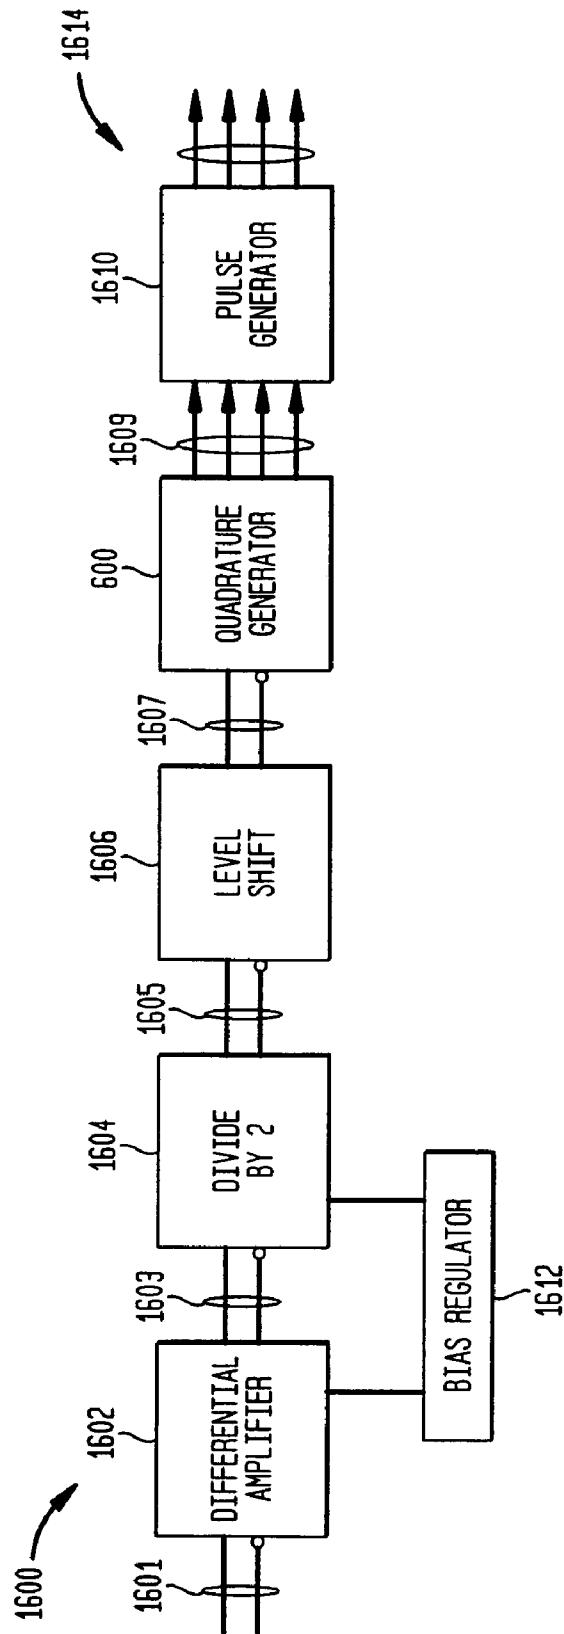 1600
1601
1602
DIFFERENTIAL
AMPLIFIER
1603
1604
DIVIDE
BY 2
1605
1606
LEVEL
SHIFT
1607
600
QUADRATURE
GENERATOR
1609
1610
PULSE
GENERATOR
1614
BIAS REGULATOR
1612